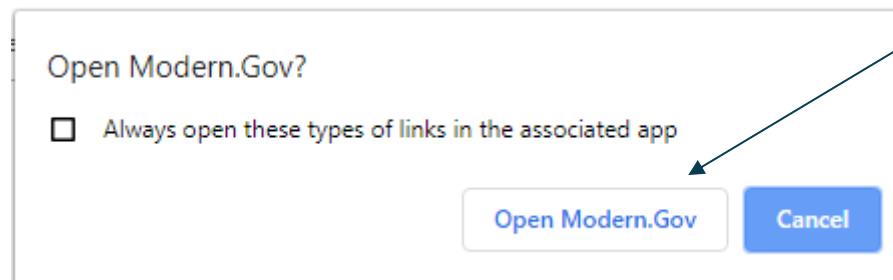 Open Modern.Gov?
Always open these types of links in the associated app
Open Modern.Gov
Cancel